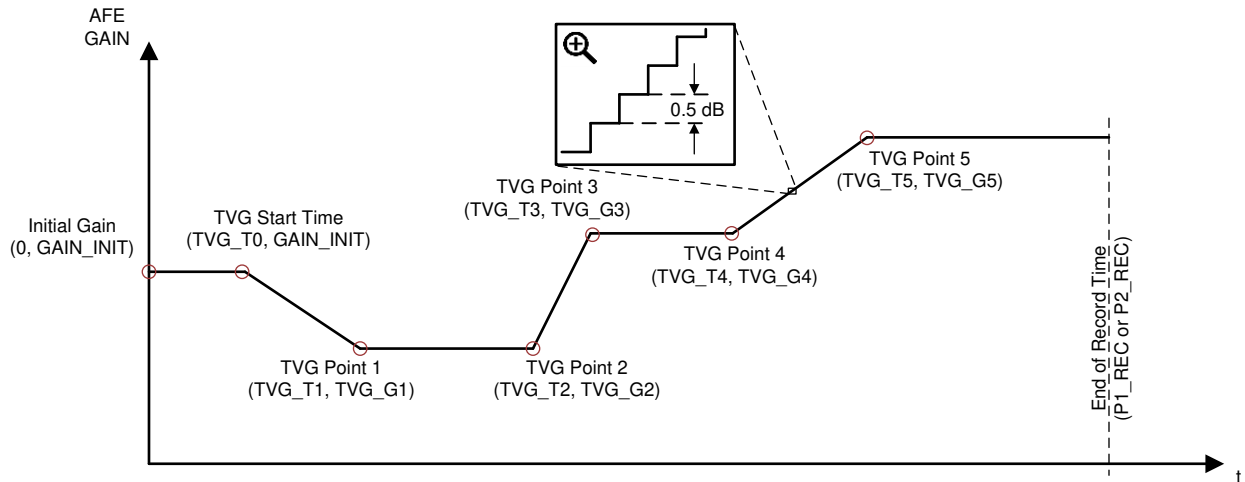 AFE
GAIN
0.5 dB
TVG Point 5
(TVG_T5, TVG_G5)
TVG Point 3
(TVG_T3, TVG_G3)
Initial Gain
(0, GAIN_INIT)
TVG Start Time
(TVG_T0, GAIN_INIT)
TVG Point 4
(TVG_T4, TVG_G4)
TVG Point 1
(TVG_T1, TVG_G1)
TVG Point 2
(TVG_T2, TVG_G2)
End of Record Time
(P1_REC or P2_REC)
t